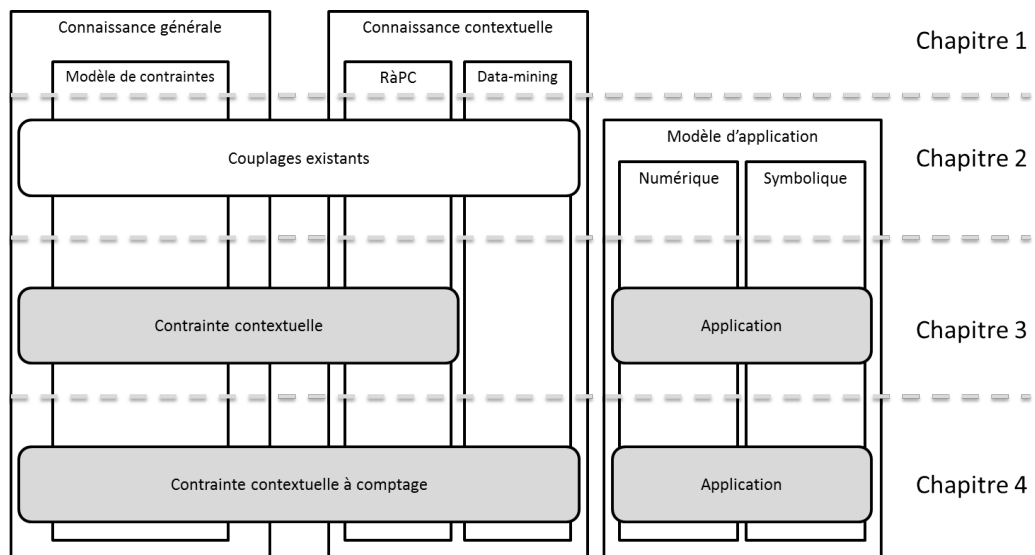 Connaissance générale
Connaissance contextuelle
Chapitre 1
Modèle de contraintes
RàPC
Data-mining
Modèle d'application
Couplages existants
Chapitre 2
Numérique
Symbolique
Contrainte contextuelle
Application
Chapitre 3
Contrainte contextuelle à comptage
Application
Chapitre 4